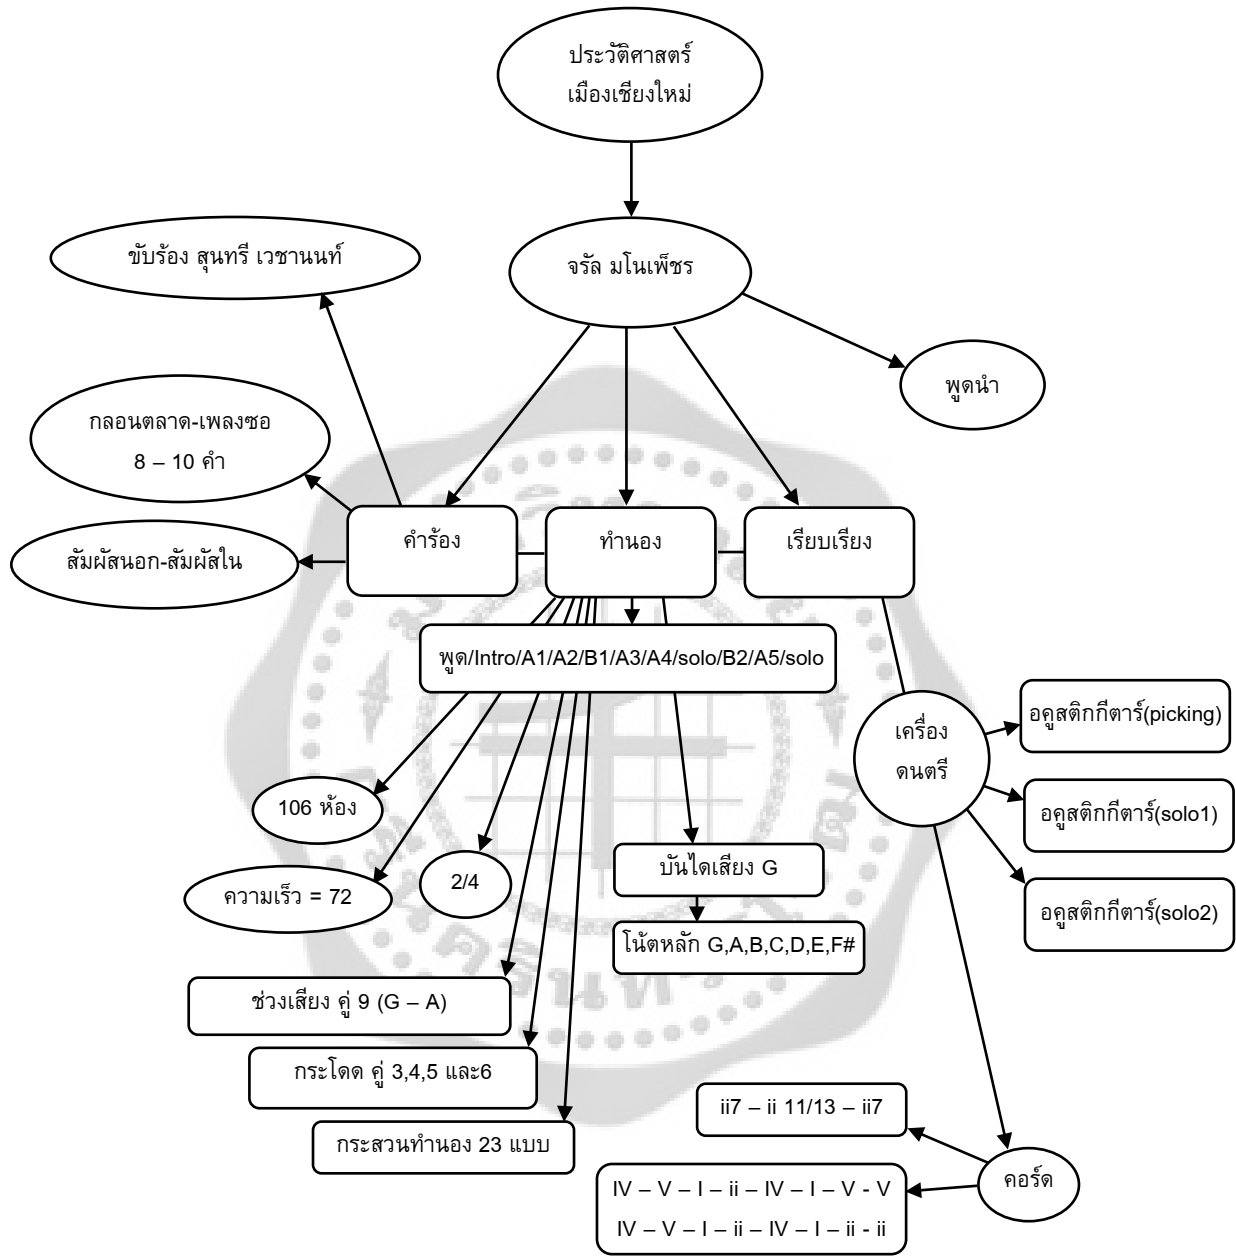 ประวัติศาสตร์
เมืองเชียงใหม่
ขับร้อง สุนทรี เวชานนท์
จรัล มโนเพ็ชร
พูดนำ
กลอนตลาด-เพลงซอ
8 – 10 คำ
คำร้อง
ทำนอง
เรียบเรียง
สัมผัสนอก-สัมผัสใน
พูด/Intro/A1/A2/B1/A3/A4/solo/B2/A5/solo
เครื่อง
ดนตรี
อคูสติกกีตาร์(picking)
อคูสติกกีตาร์(solo1)
อคูสติกกีตาร์(solo2)
106 ห้อง
ความเร็ว = 72
2/4
บันไดเสียง G
โน้ตหลัก G,A,B,C,D,E,F#
ช่วงเสียง คู่ 9 (G – A)
กระโดด คู่ 3,4,5 และ6
กระสวนทำนอง 23 แบบ
ii7 – ii 11/13 – ii7
คอร์ด
IV – V – I – ii – IV – I – V - V
IV – V – I – ii – IV – I – ii - ii